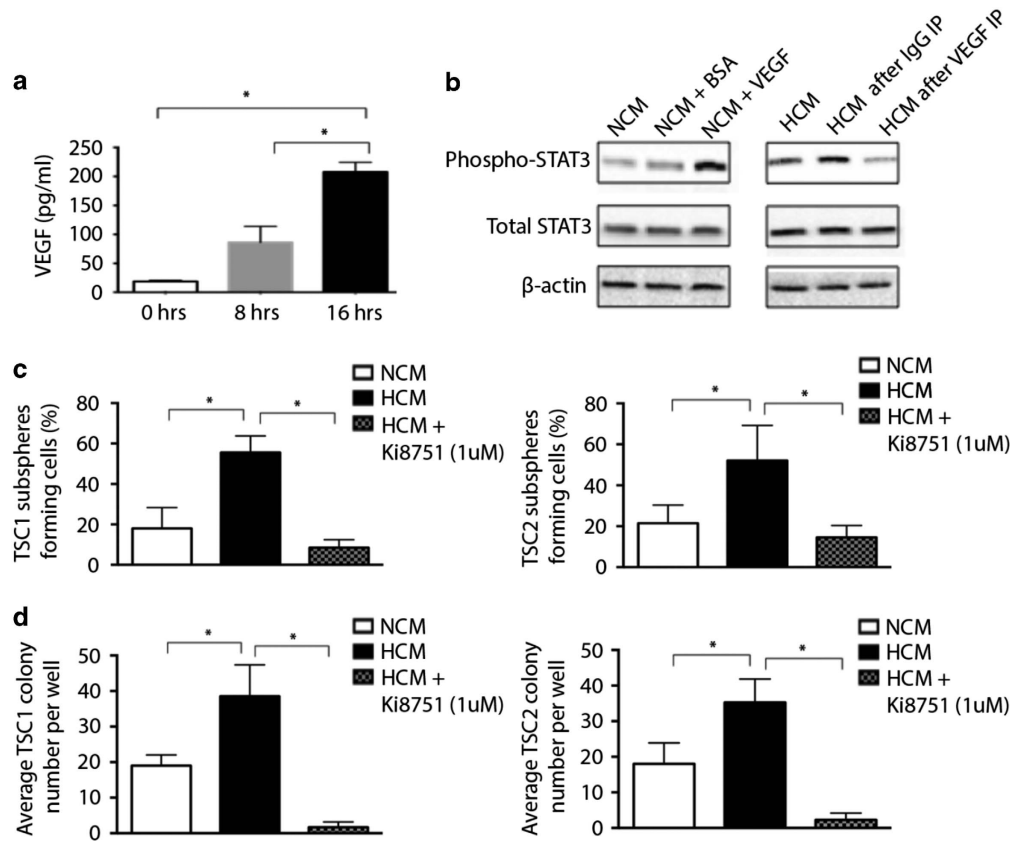 a
*
*
VEGF (pg/ml)
250
200
150
100
50
0
0 hrs
8 hrs
16 hrs
b
NCM
NCM + BSA
NCM + VEGF
HCM
HCM after IgG IP
HCM after VEGF IP
Phospho-STAT3
Total STAT3
β-actin
c
NCM
HCM
HCM +
Ki8751 (1uM)
*
*
TSC1 subspheres
forming cells (%)
80
60
40
20
0
NCM
HCM
HCM +
Ki8751 (1uM)
*
*
TSC2 subspheres
forming cells (%)
80
60
40
20
0
d
NCM
HCM
HCM +
Ki8751 (1uM)
*
*
Average TSC1 colony
number per well
50
40
30
20
10
0
NCM
HCM
HCM +
Ki8751 (1uM)
*
*
Average TSC2 colony
number per well
50
40
30
20
10
0